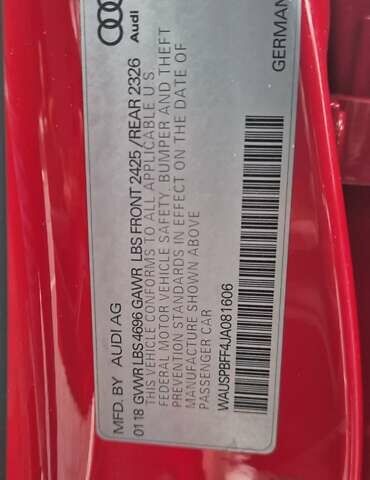 Audi
MFD. BY AUDI AG
01 18 GVWR LBS 4696 GAWR LBS FRONT 2425 / REAR 2326
THIS VEHICLE CONFORMS TO ALL APPLICABLE U S
FEDERAL MOTOR VEHICLE SAFETY, BUMPER AND THEFT
PREVENTION STANDARDS IN EFFECT ON THE DATE OF
MANUFACTURE SHOWN ABOVE
PASSENGER CAR
WAUSPBFF4JA081606
GERMAN